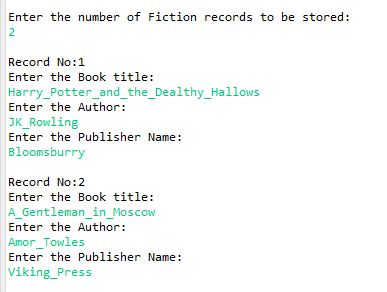 Enter the number of Fiction records to be stored:
2
Record No:1
Enter the Book title:
Harry_Potter_and_the_Dealthy_Hallows
Enter the Author:
JK_Rowling
Enter the Publisher Name:
Bloomsburry
Record No:2
Enter the Book title:
A_Gentleman_in_Moscow
Enter the Author:
Amor_Towles
Enter the Publisher Name:
Viking_Press